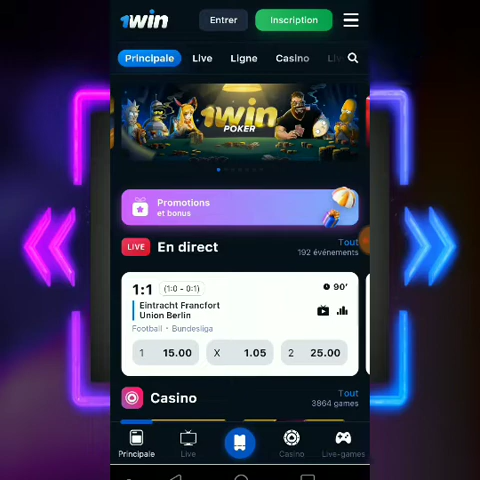 1win
Entrer
Inscription
Principale
Live
Ligne
Casino
Liv
1win
POKER
Promotions
et bonus
LIVE
En direct
Tout
192 événements
1:1 (1:0 - 0:1)
90'
Eintracht Francfort
Union Berlin
Football • Bundesliga
1 15.00
X 1.05
2 25.00
Casino
Tout
3964 games
Principale
Live
Casino
Live-games